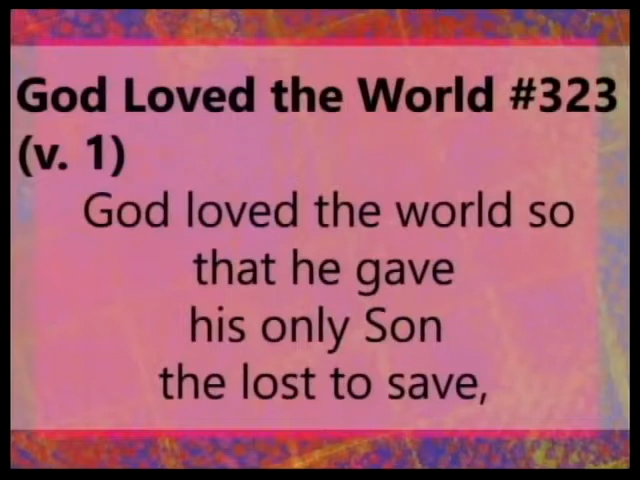 God Loved the World #323
(v. 1)
God loved the world so
that he gave
his only Son
the lost to save,